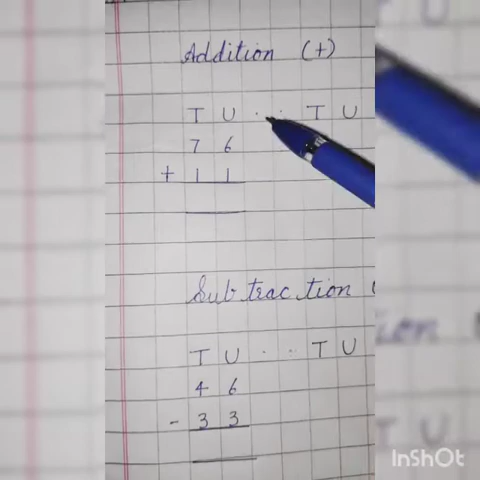 Addition (+)
T U . . T U
7 6
+ 1 1
Subtraction (
T U . . T U
4 6
- 3 3
InShOt